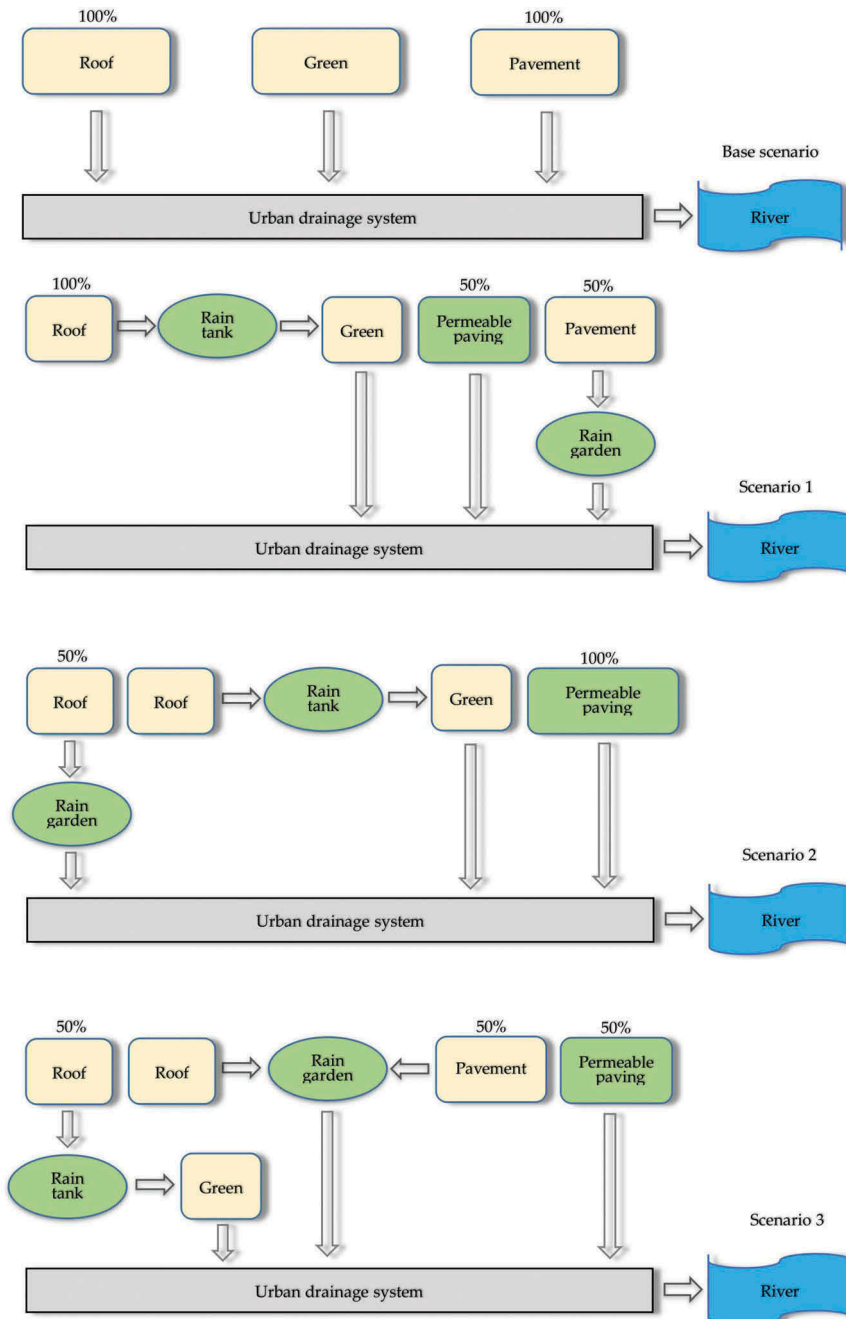 100%
100%
Roof
Green
Pavement
Base scenario
Urban drainage system
River
100%
50%
50%
Roof
Rain
tank
Green
Permeable
paving
Pavement
Rain
garden
Scenario 1
Urban drainage system
River
50%
100%
Roof
Roof
Rain
tank
Green
Permeable
paving
Rain
garden
Scenario 2
Urban drainage system
River
50%
50%
50%
Roof
Roof
Rain
garden
Pavement
Permeable
paving
Rain
tank
Green
Scenario 3
Urban drainage system
River